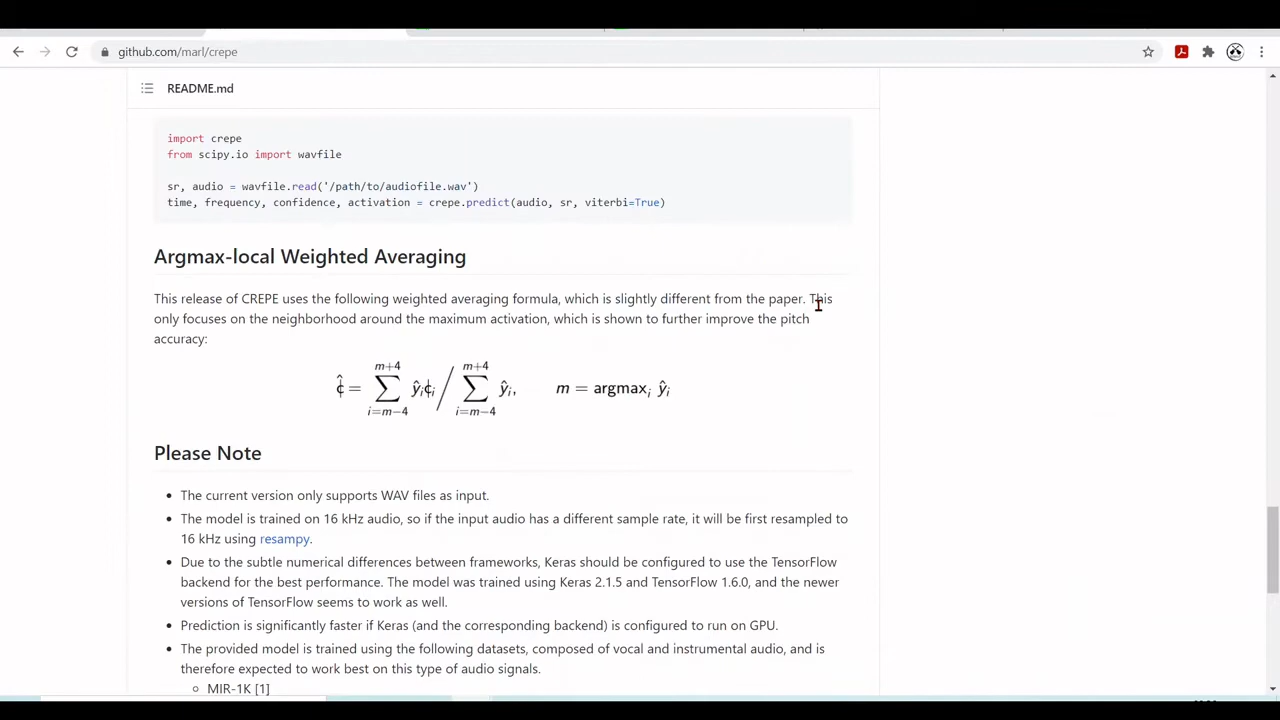 github.com/marl/crepe
README.md
import crepe
from scipy.io import wavfile
sr, audio = wavfile.read('/path/to/audiofile.wav')
time, frequency, confidence, activation = crepe.predict(audio, sr, viterbi=True)
Argmax-local Weighted Averaging
This release of CREPE uses the following weighted averaging formula, which is slightly different from the paper. This
only focuses on the neighborhood around the maximum activation, which is shown to further improve the pitch
accuracy:
¢̂ = ∑_{i=m−4}^{m+4} ŷᵢ¢ᵢ / ∑_{i=m−4}^{m+4} ŷᵢ, m = argmaxᵢ ŷᵢ
Please Note
• The current version only supports WAV files as input.
• The model is trained on 16 kHz audio, so if the input audio has a different sample rate, it will be first resampled to
16 kHz using resampy.
• Due to the subtle numerical differences between frameworks, Keras should be configured to use the TensorFlow
backend for the best performance. The model was trained using Keras 2.1.5 and TensorFlow 1.6.0, and the newer
versions of TensorFlow seems to work as well.
• Prediction is significantly faster if Keras (and the corresponding backend) is configured to run on GPU.
• The provided model is trained using the following datasets, composed of vocal and instrumental audio, and is
therefore expected to work best on this type of audio signals.
○ MIR-1K [1]